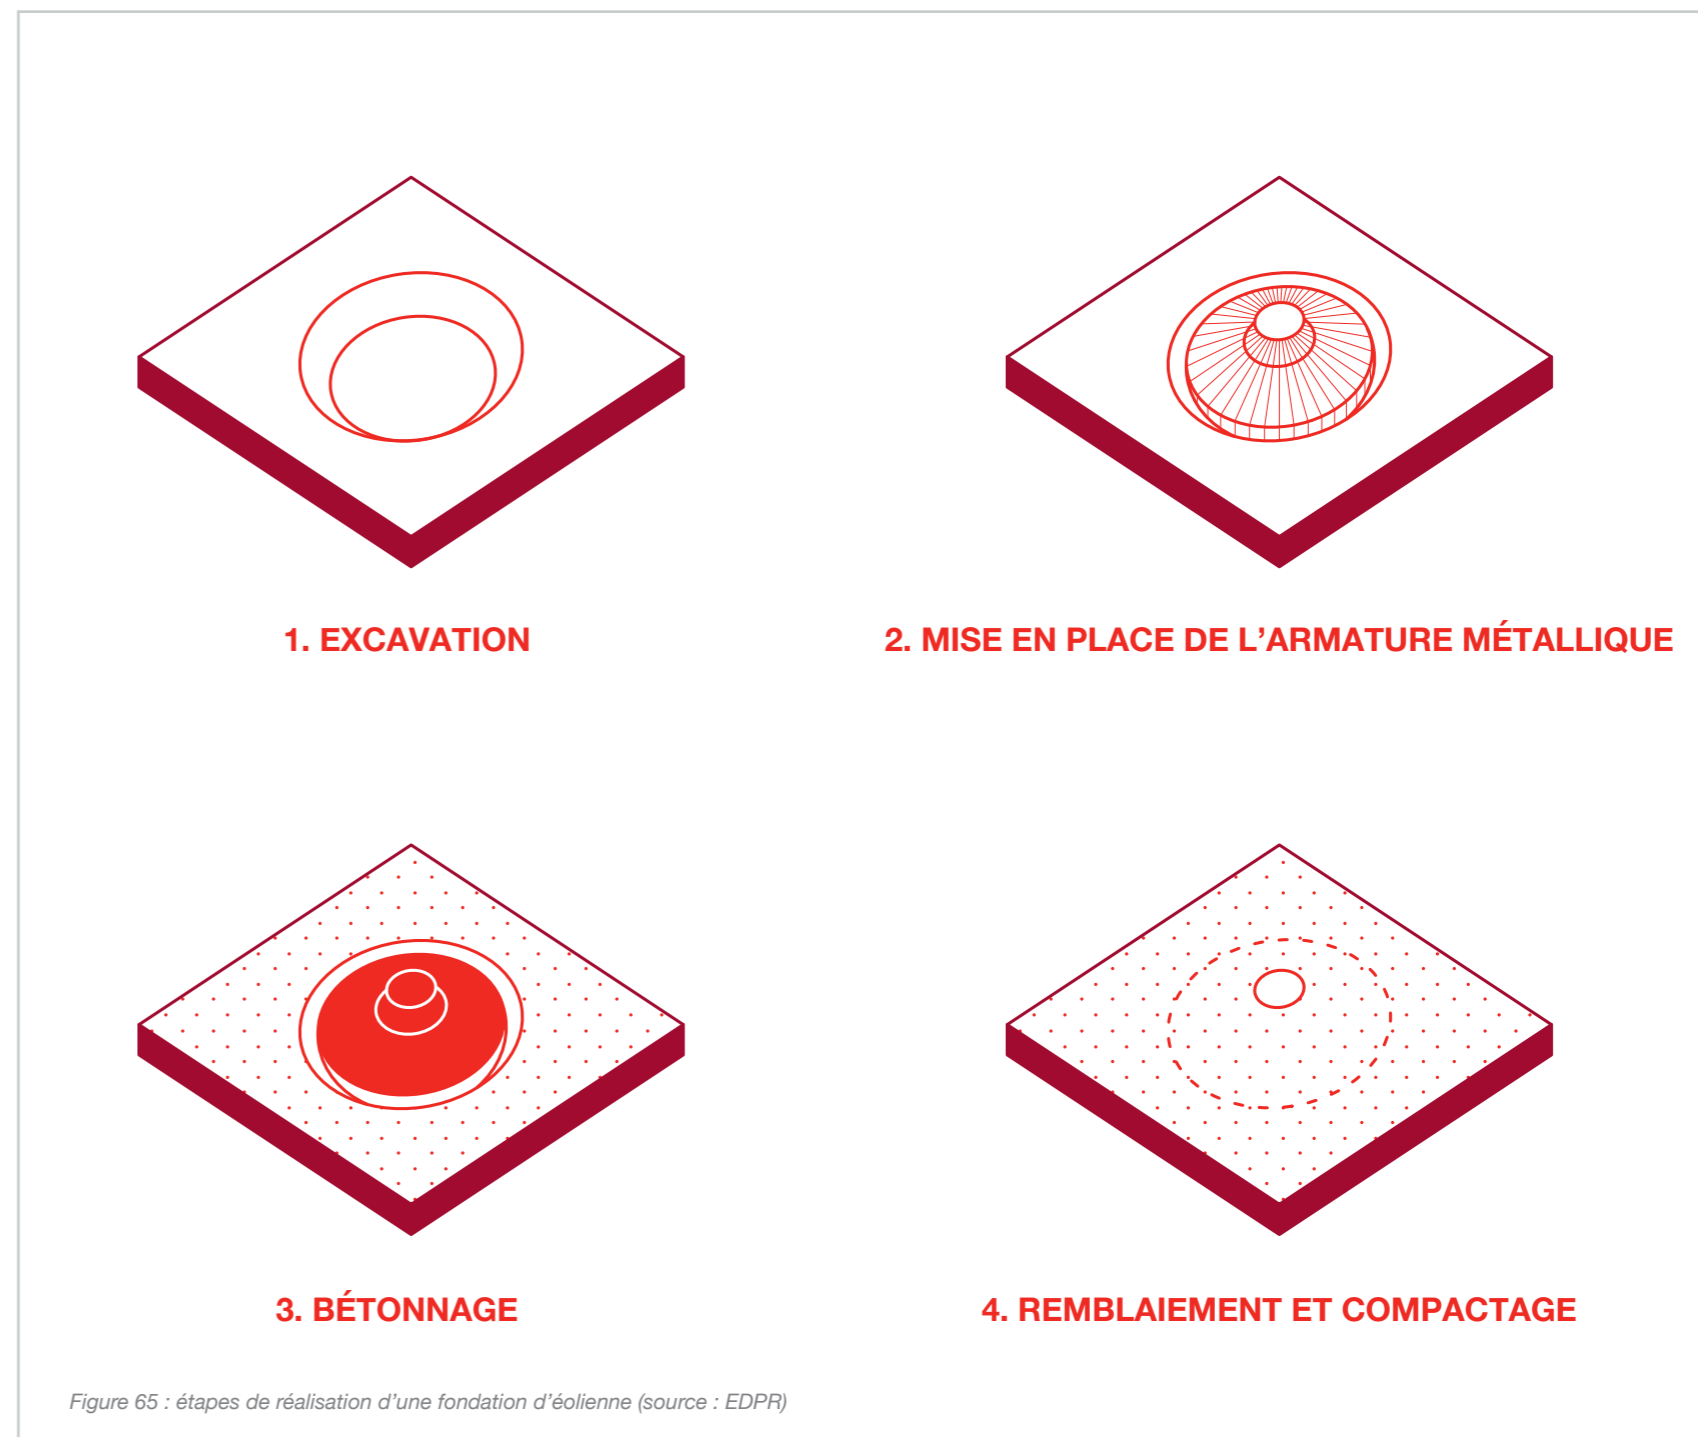 1. EXCAVATION
2. MISE EN PLACE DE L’ARMATURE MÉTALLIQUE
3. BÉTONNAGE
4. REMBLAIEMENT ET COMPACTAGE
Figure 65 : étapes de réalisation d’une fondation d’éolienne (source : EDPR)